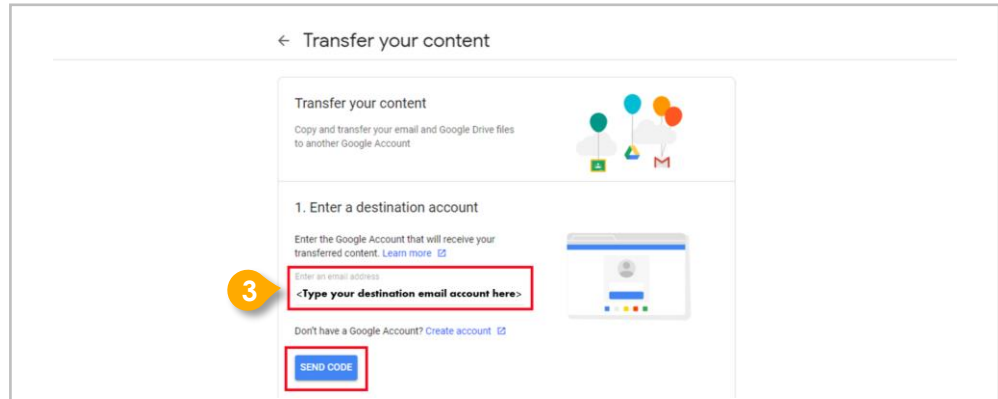 ← Transfer your content
Transfer your content
Copy and transfer your email and Google Drive files
to another Google Account
1. Enter a destination account
Enter the Google Account that will receive your
transferred content. Learn more
Enter an email address
3
<Type your destination email account here>
Don't have a Google Account? Create account
SEND CODE